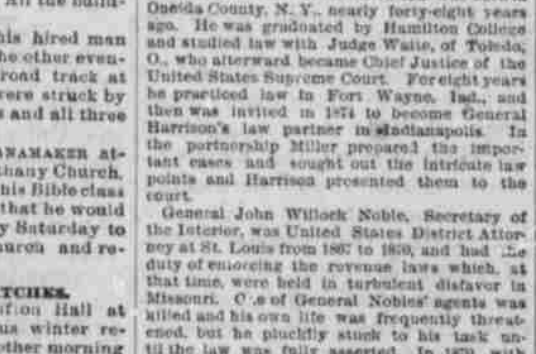 his hired man
he other even-
road track at
were struck by
s and all three
ANAMAKER at-
thany Church.
his Bible class
that he would
y Saturday to
hurch and re-
TCHES.
Hall at
us winter re-
other morning
Oneida County, N. Y., nearly forty-eight years
ago. He was graduated by Hamilton College
and studied law with Judge Waite, of Toledo,
O., who afterward became Chief Justice of the
United States Supreme Court. For eight years
he practiced law in Fort Wayne, Ind., and
then was invited in 1874 to become General
Harrison's law partner in Indianapolis. In
the partnership Miller prepared the impor-
tant cases and sought out the intricate law
points and Harrison presented them to the
court.
General John Willock Noble, Secretary of
the Interior, was United States District Attor-
ney at St. Louis from 1867 to 1870, and had the
duty of enforcing the revenue laws which, at
that time, were held in turbulent disfavor in
Missouri. One of General Nobles' agents was
killed and his own life was frequently threat-
ened, but he pluckily stuck to his task un-
til the law was fully asserted. In the